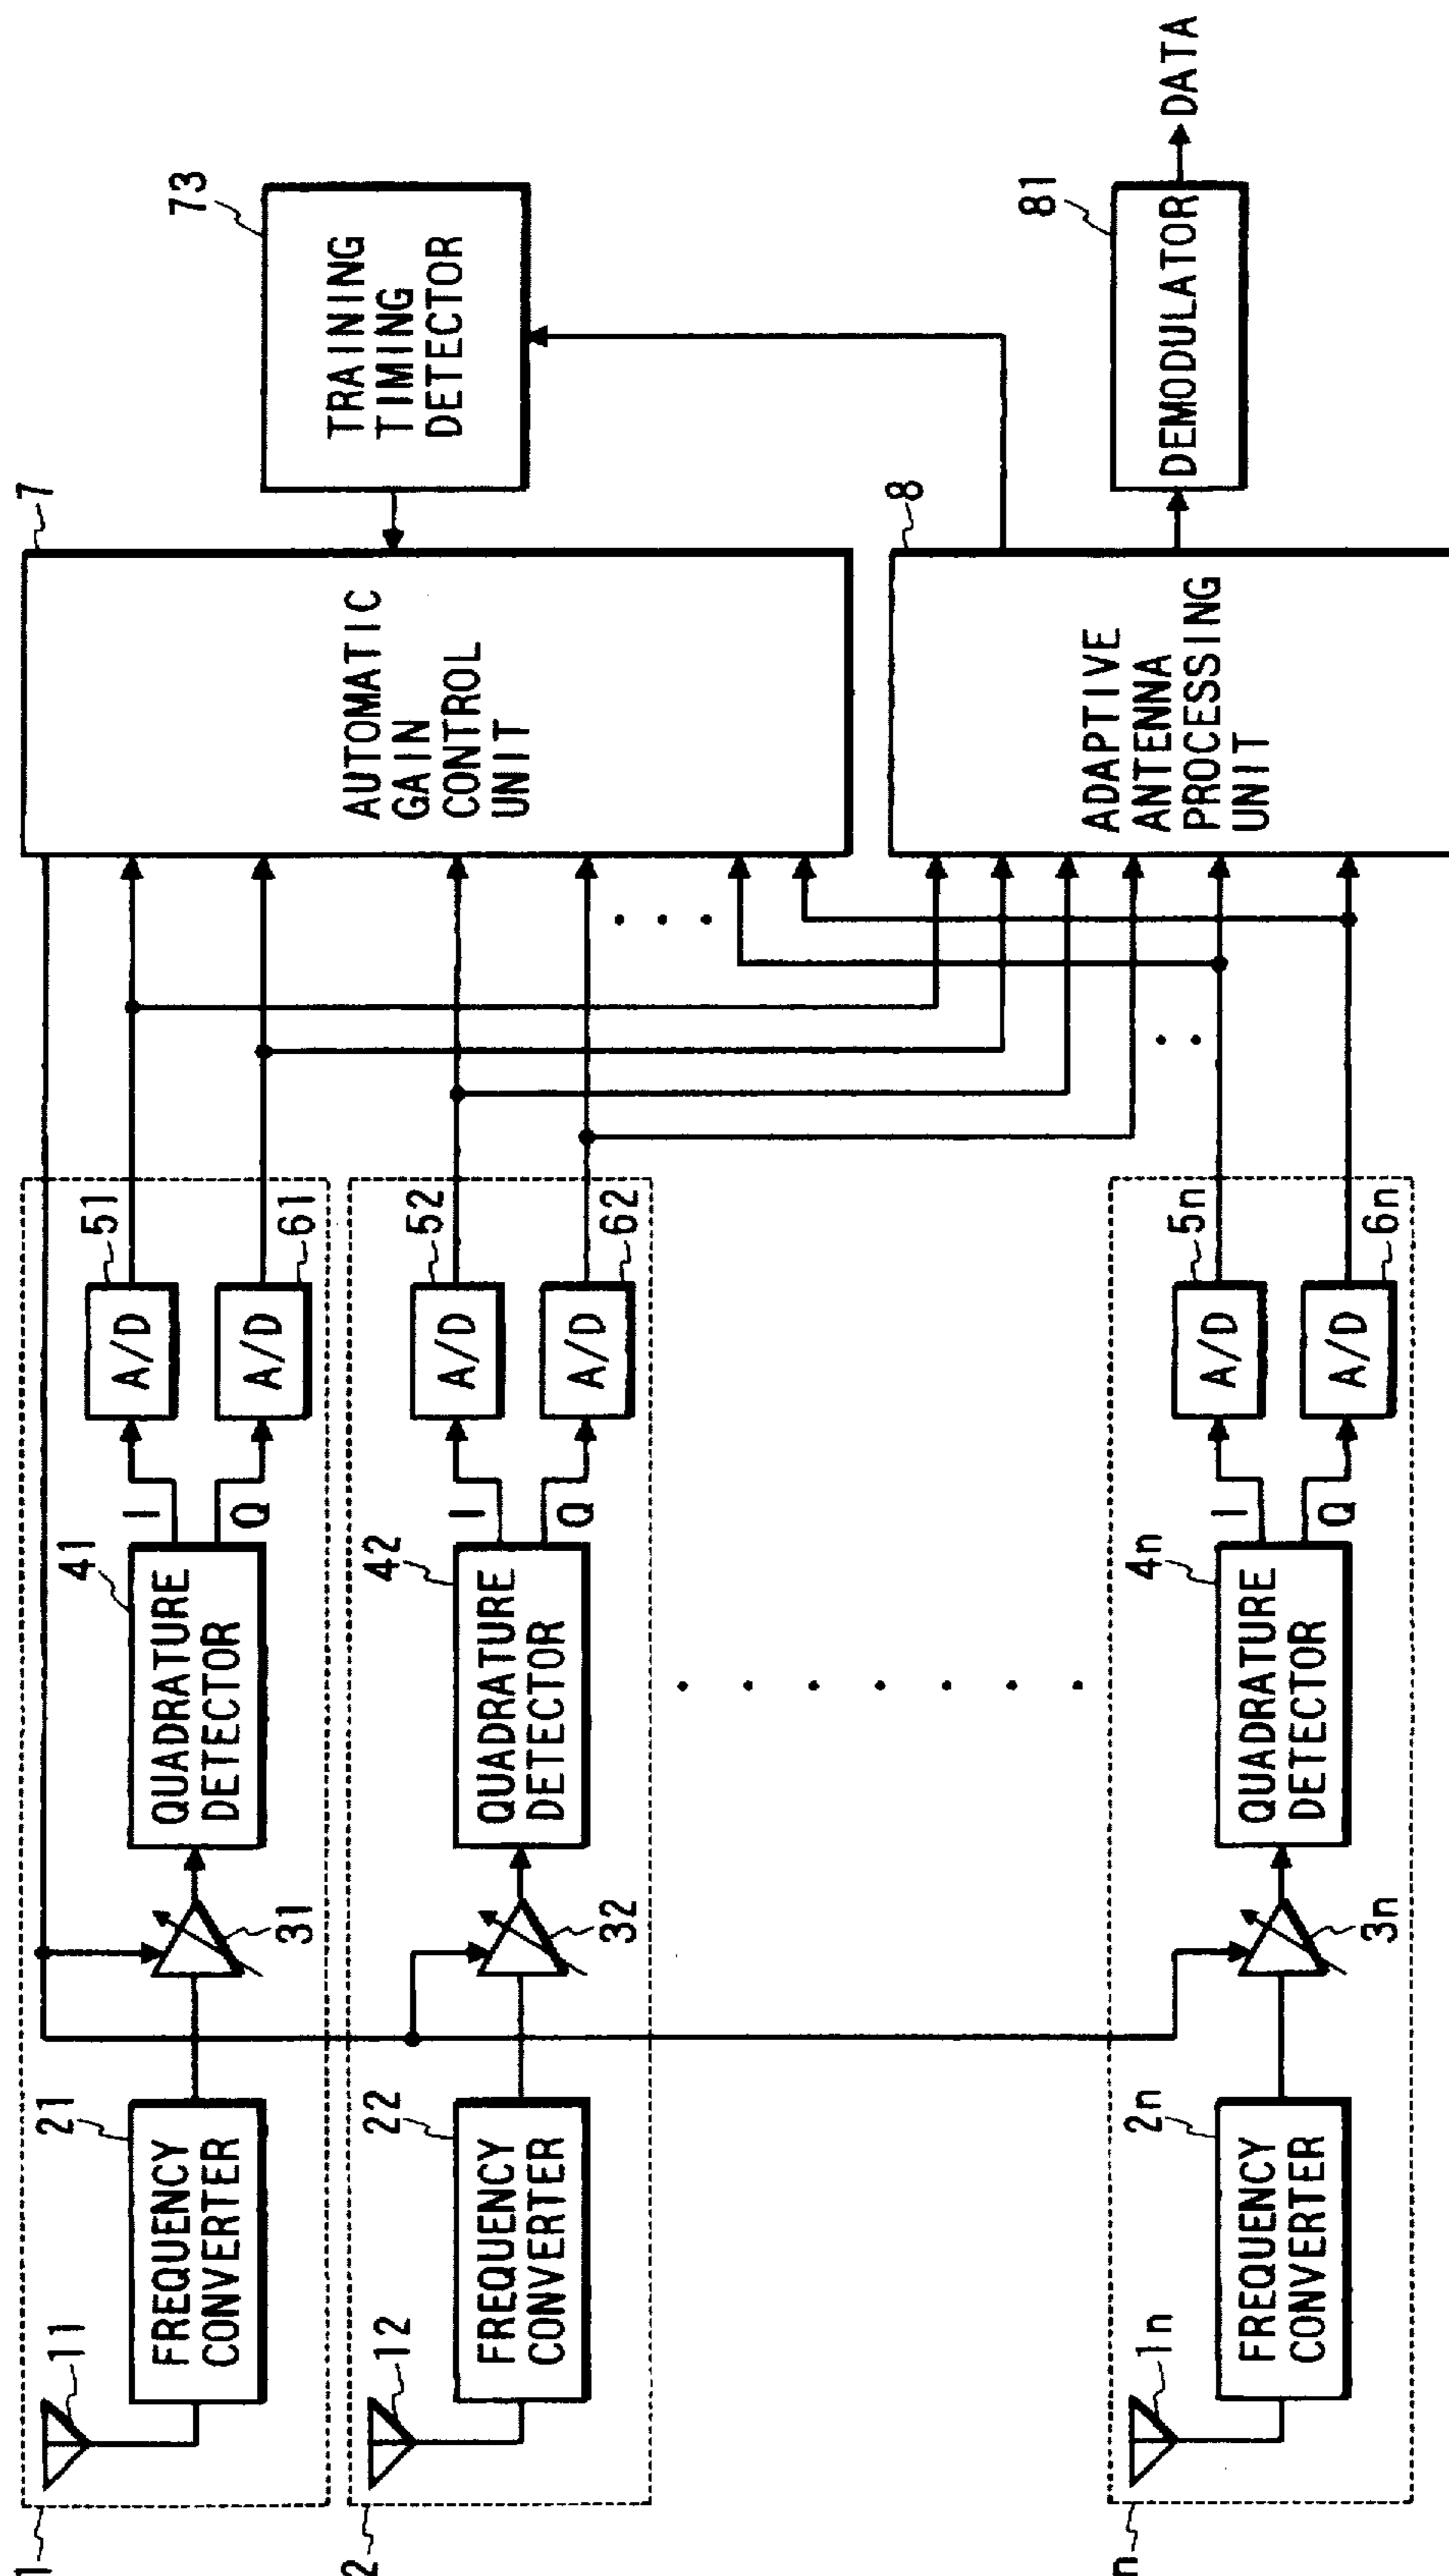 1
11
21
FREQUENCY
CONVERTER
31
41
QUADRATURE
DETECTOR
I
Q
51
A/D
61
A/D
2
12
22
FREQUENCY
CONVERTER
32
42
QUADRATURE
DETECTOR
I
Q
52
A/D
62
A/D
n
1n
2n
FREQUENCY
CONVERTER
3n
4n
QUADRATURE
DETECTOR
I
Q
5n
A/D
6n
A/D
7
AUTOMATIC
GAIN
CONTROL
UNIT
73
TRAINING
TIMING
DETECTOR
8
ADAPTIVE
ANTENNA
PROCESSING
UNIT
81
DEMODULATOR
DATA